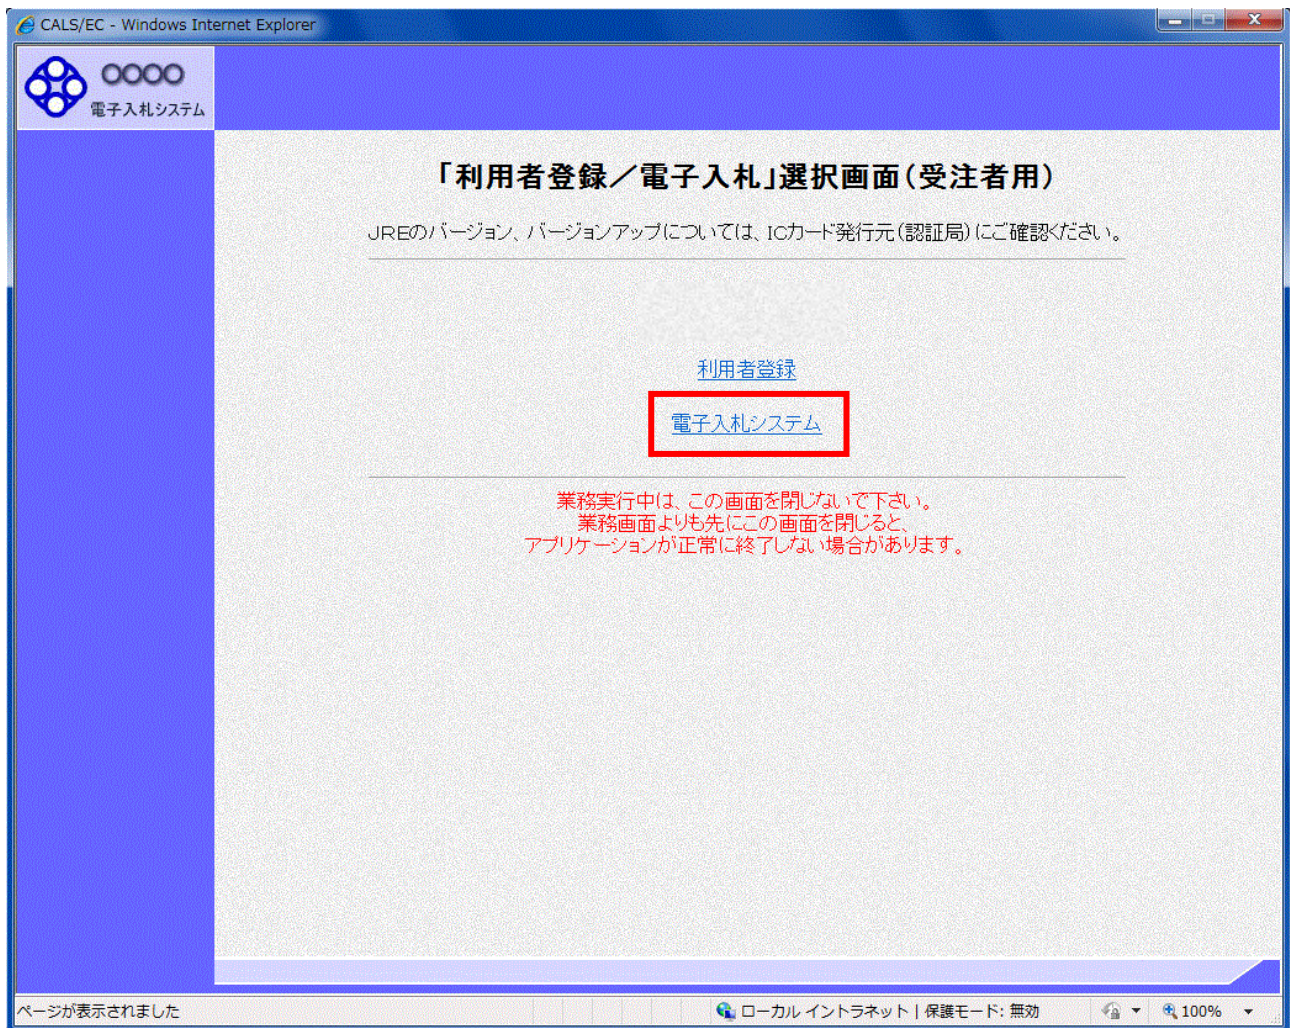 CALS/EC - Windows Internet Explorer
〇〇〇〇
電子入札システム
「利用者登録／電子入札」選択画面（受注者用）
JREのバージョン、バージョンアップについては、ICカード発行元（認証局）にご確認ください。
利用者登録
電子入札システム
業務実行中は、この画面を閉じないで下さい。
業務画面よりも先にこの画面を閉じると、
アプリケーションが正常に終了しない場合があります。
ページが表示されました
ローカル イントラネット | 保護モード: 無効
100%